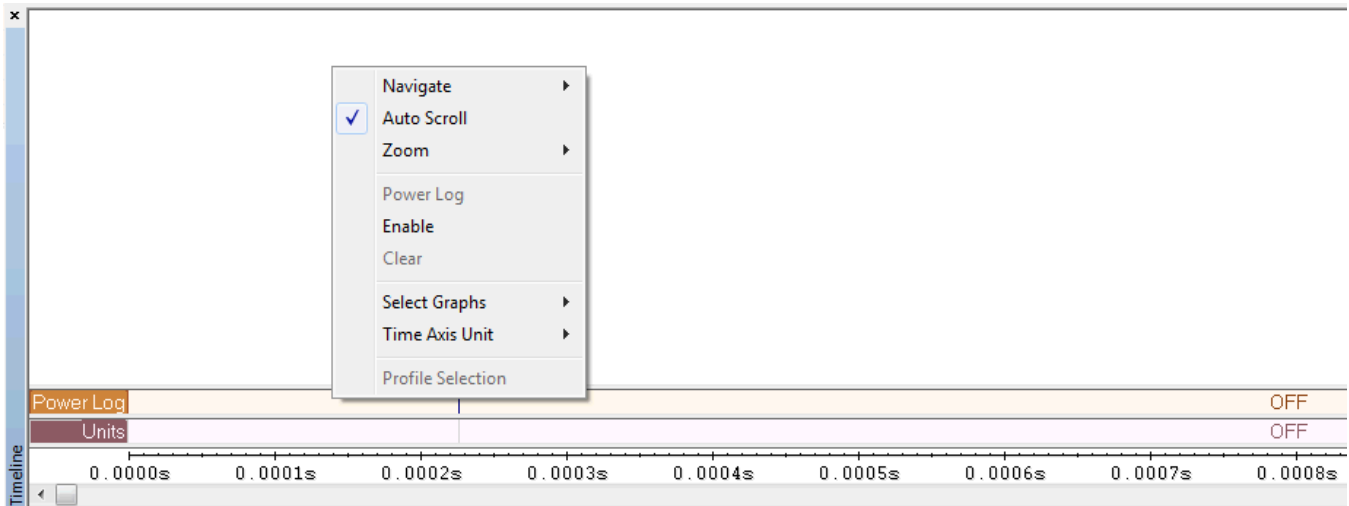 Navigate
Auto Scroll
Zoom
Power Log
Enable
Clear
Select Graphs
Time Axis Unit
Profile Selection
Power Log OFF
Units OFF
0.0000s 0.0001s 0.0002s 0.0003s 0.0004s 0.0005s 0.0006s 0.0007s 0.0008s
Timeline